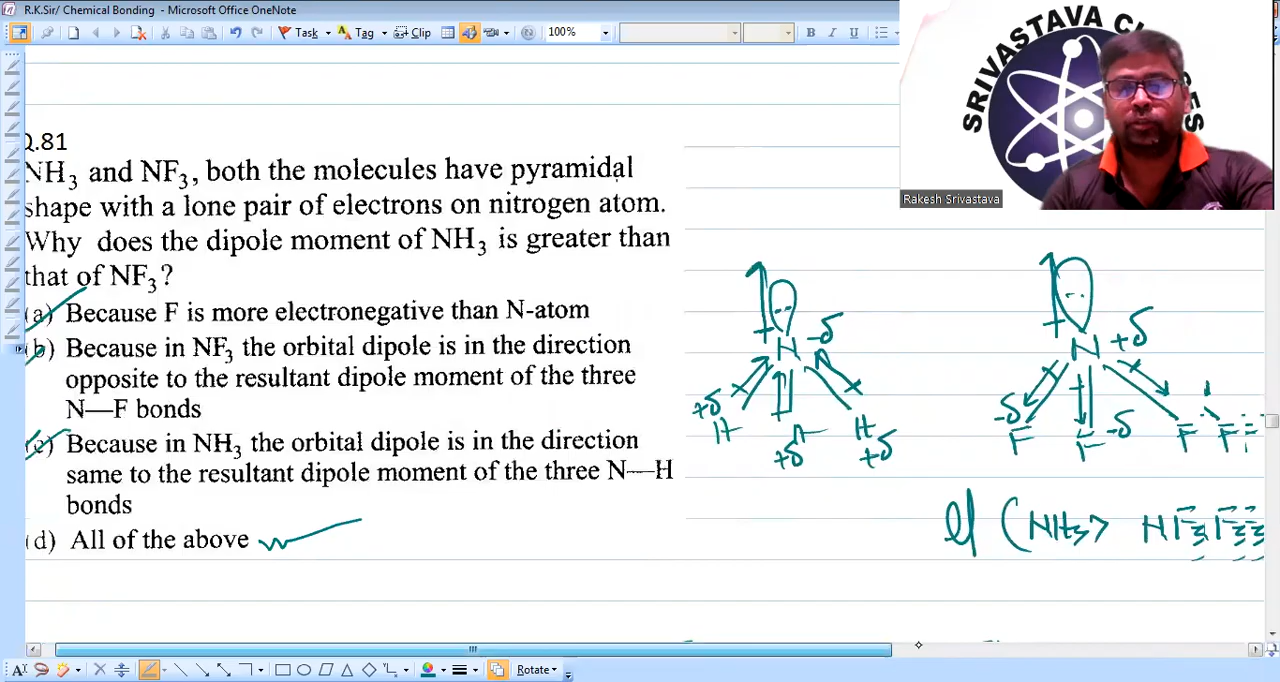 R.K.Sir/ Chemical Bonding - Microsoft Office OneNote
Task
Tag
Clip
100%
B I U
SRIVASTAVA
Rakesh Srivastava
Q.81
NH₃ and NF₃, both the molecules have pyramidal
shape with a lone pair of electrons on nitrogen atom.
Why does the dipole moment of NH₃ is greater than
that of NF₃?
(a) Because F is more electronegative than N-atom
(b) Because in NF₃ the orbital dipole is in the direction
opposite to the resultant dipole moment of the three
N—F bonds
(c) Because in NH₃ the orbital dipole is in the direction
same to the resultant dipole moment of the three N—H
bonds
(d) All of the above
N -δ
+δ
H H H
+δ +δ
N +δ
-δ
F F -δ F F
(NH₃ > NF
Rotate